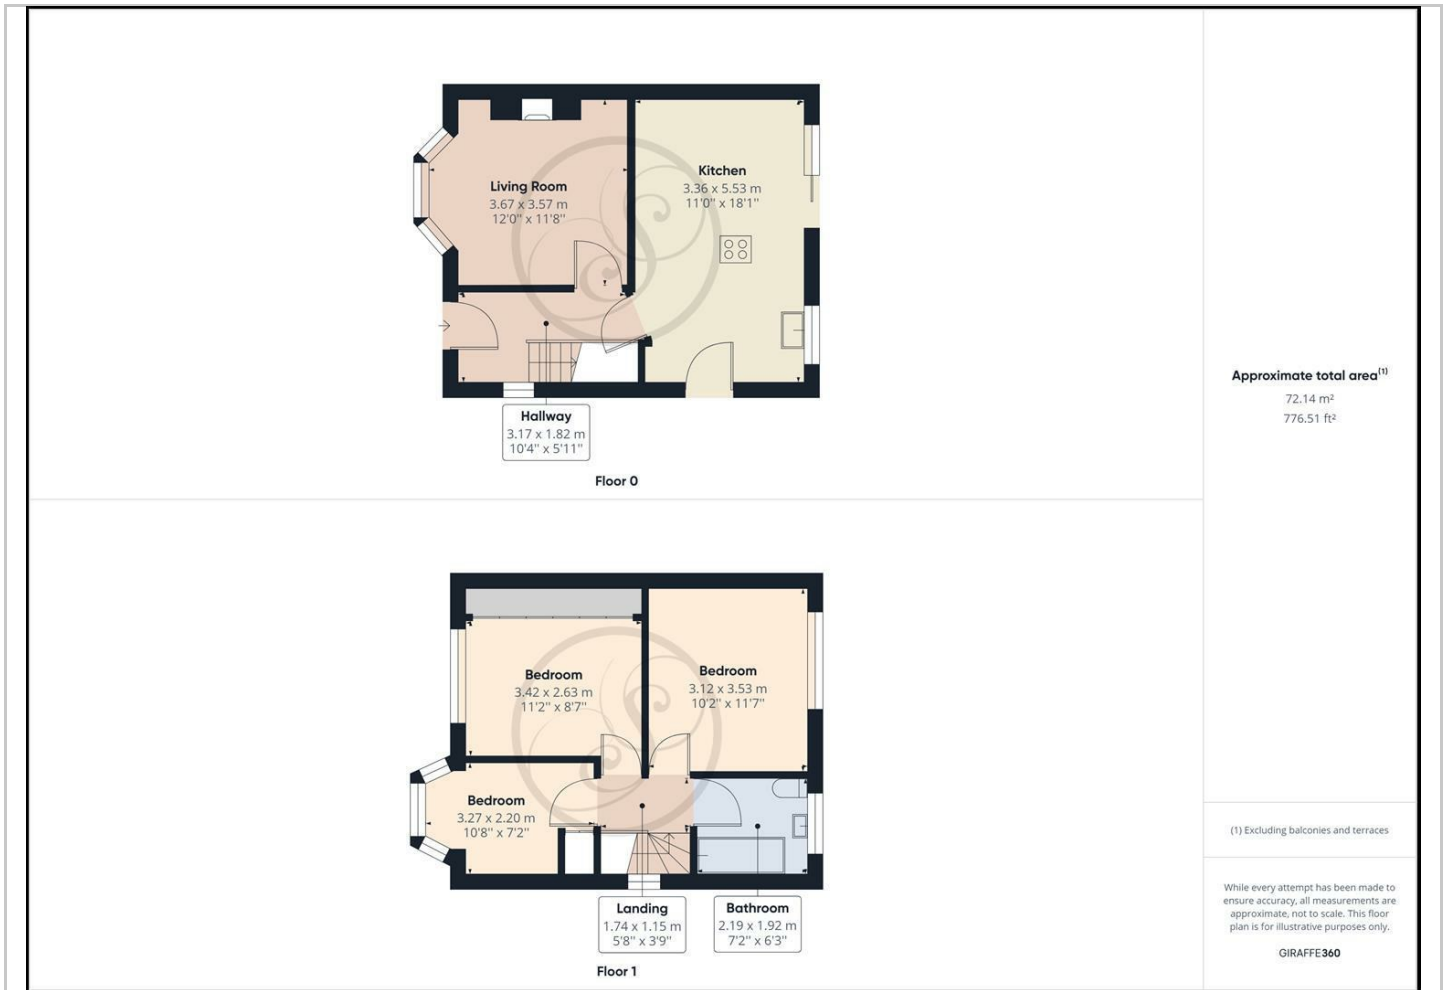 Living Room
3.67 x 3.57 m
12'0" x 11'8"
Kitchen
3.36 x 5.53 m
11'0" x 18'1"
Hallway
3.17 x 1.82 m
10'4" x 5'11"
Floor 0
Bedroom
3.42 x 2.63 m
11'2" x 8'7"
Bedroom
3.12 x 3.53 m
10'2" x 11'7"
Bedroom
3.27 x 2.20 m
10'8" x 7'2"
Landing
1.74 x 1.15 m
5'8" x 3'9"
Bathroom
2.19 x 1.92 m
7'2" x 6'3"
Floor 1
Approximate total area⁽¹⁾
72.14 m²
776.51 ft²
(1) Excluding balconies and terraces
While every attempt has been made to
ensure accuracy, all measurements are
approximate, not to scale. This floor
plan is for illustrative purposes only.
GIRAFFE360